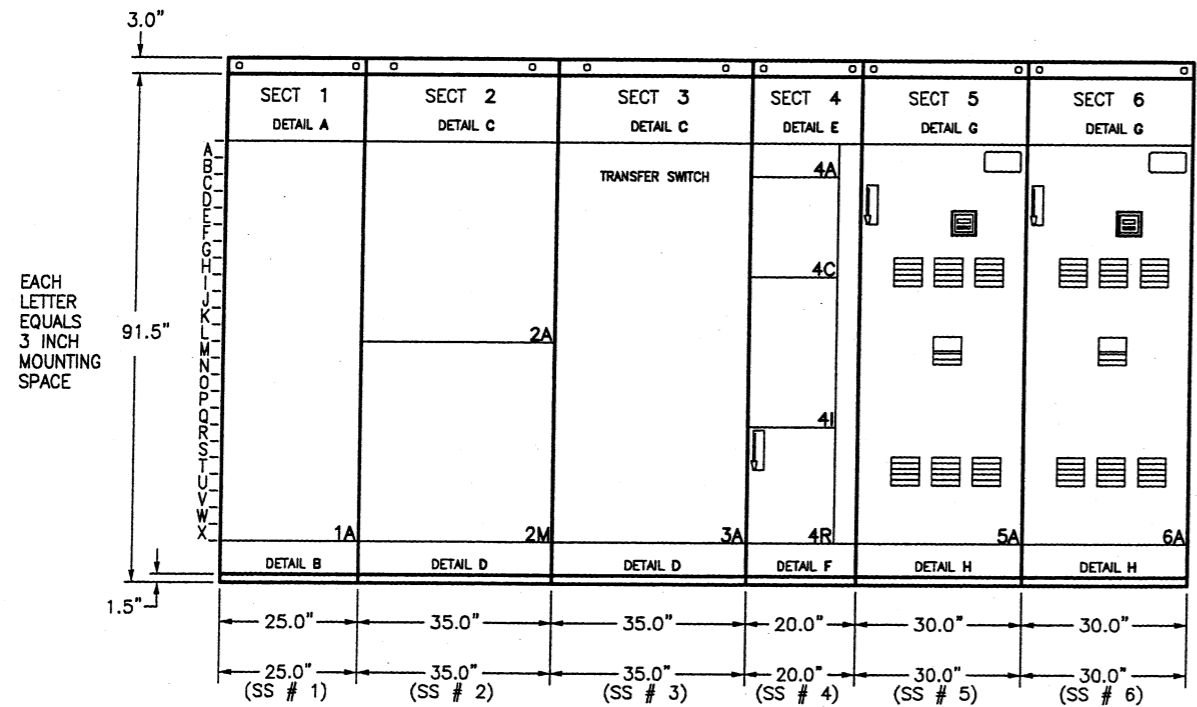 3.0"
SECT 1
DETAIL A
SECT 2
DETAIL C
SECT 3
DETAIL C
SECT 4
DETAIL E
SECT 5
DETAIL G
SECT 6
DETAIL G
A
B
C
D
E
F
G
H
I
J
K
L
M
N
O
P
Q
R
S
T
U
V
W
X
TRANSFER SWITCH
4A
4C
EACH
LETTER
EQUALS
3 INCH
MOUNTING
SPACE
91.5"
2A
4I
1A
2M
3A
4R
5A
6A
DETAIL B
DETAIL D
DETAIL D
DETAIL F
DETAIL H
DETAIL H
1.5"
25.0" 35.0" 35.0" 20.0" 30.0" 30.0"
25.0" 35.0" 35.0" 20.0" 30.0" 30.0"
(SS # 1) (SS # 2) (SS # 3) (SS # 4) (SS # 5) (SS # 6)